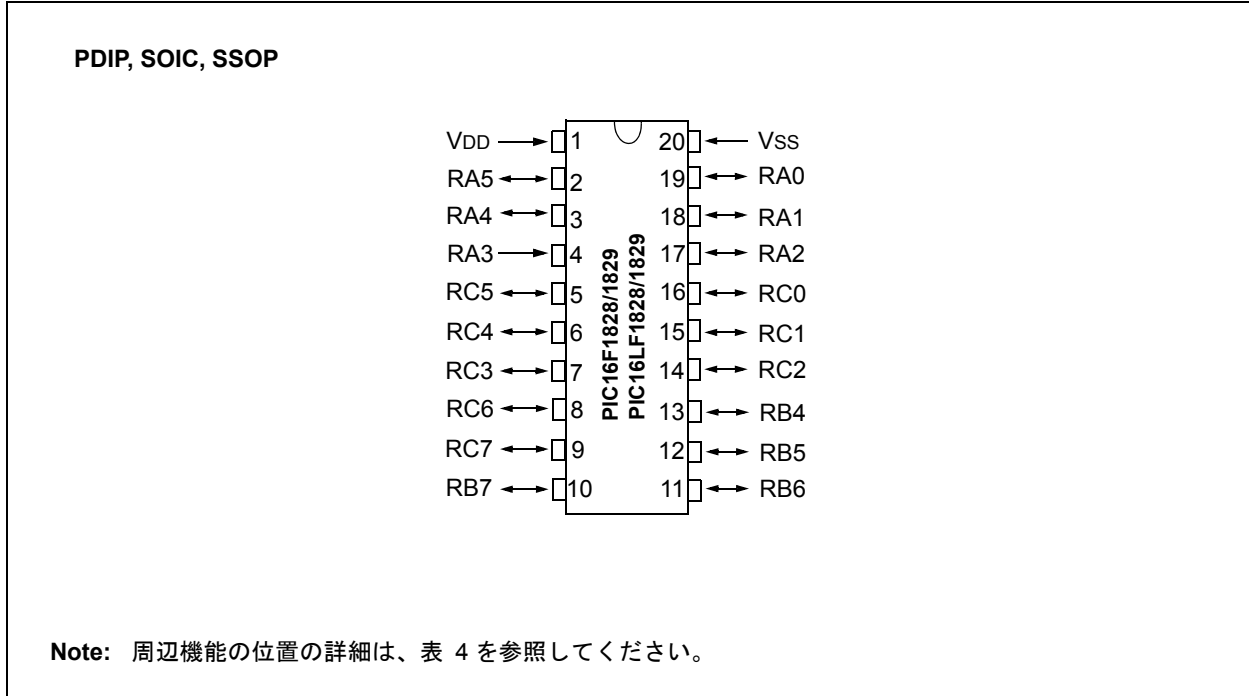 PDIP, SOIC, SSOP
VDD 1 20 VSS
RA5 2 19 RA0
RA4 3 18 RA1
RA3 4 17 RA2
RC5 5 16 RC0
RC4 6 15 RC1
RC3 7 14 RC2
RC6 8 13 RB4
RC7 9 12 RB5
RB7 10 11 RB6
PIC16F1828/1829
PIC16LF1828/1829
Note: 周辺機能の位置の詳細は、表 4 を参照してください。